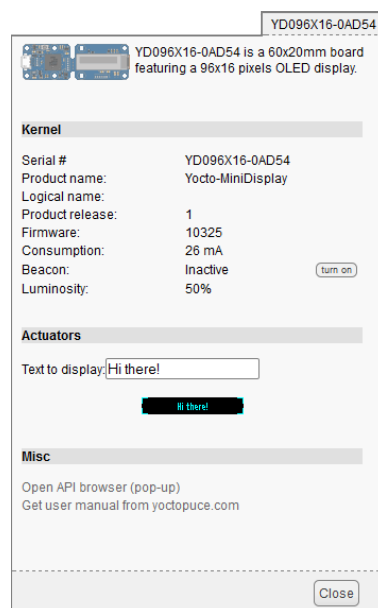 YD096X16-0AD54
YD096X16-0AD54 is a 60x20mm board
featuring a 96x16 pixels OLED display.
Kernel
Serial # YD096X16-0AD54
Product name: Yocto-MiniDisplay
Logical name:
Product release: 1
Firmware: 10325
Consumption: 26 mA
Beacon: Inactive turn on
Luminosity: 50%
Actuators
Text to display: Hi there!
Hi there!
Misc
Open API browser (pop-up)
Get user manual from yoctopuce.com
Close